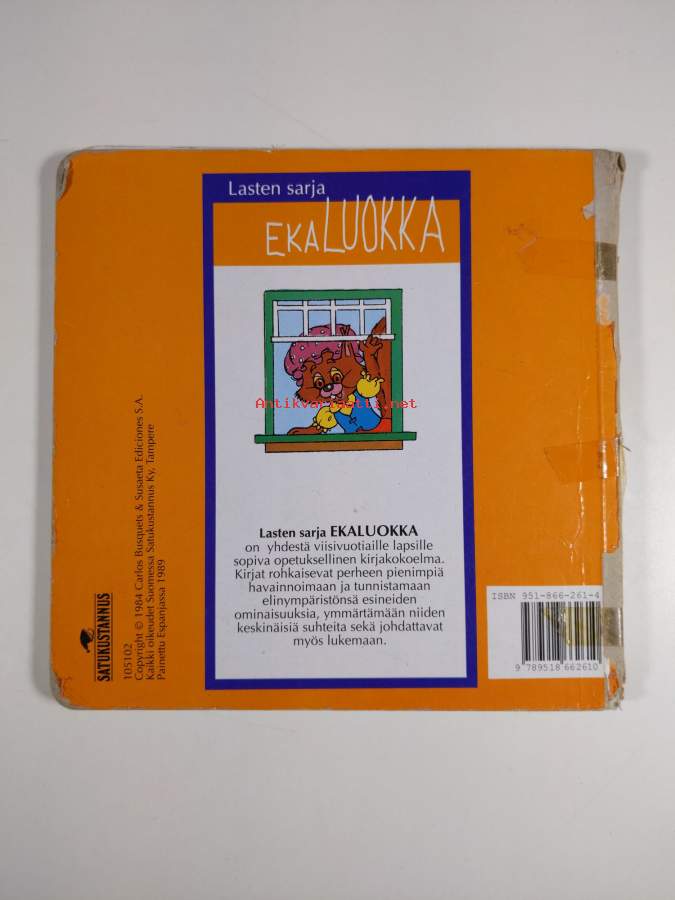 Lasten sarja
EKALUOKKA
Antikvariaatti.net
Lasten sarja EKALUOKKA
on yhdestä viisivuotiaille lapsille
sopiva opetuksellinen kirjakokoelma.
Kirjat rohkaisevat perheen pienimpiä
havainnoimaan ja tunnistamaan
elinympäristönsä esineiden
ominaisuuksia, ymmärtämään niiden
keskinäisiä suhteita sekä johdattavat
myös lukemaan.
SATUKUSTANNUS
105102
Copyright © 1984 Carlos Busquets & Susaeta Ediciones S.A.
Kaikki oikeudet Suomessa Satukustannus Ky, Tampere
Painettu Espanjassa 1989
ISBN 951-866-261-4
9 789518 662610